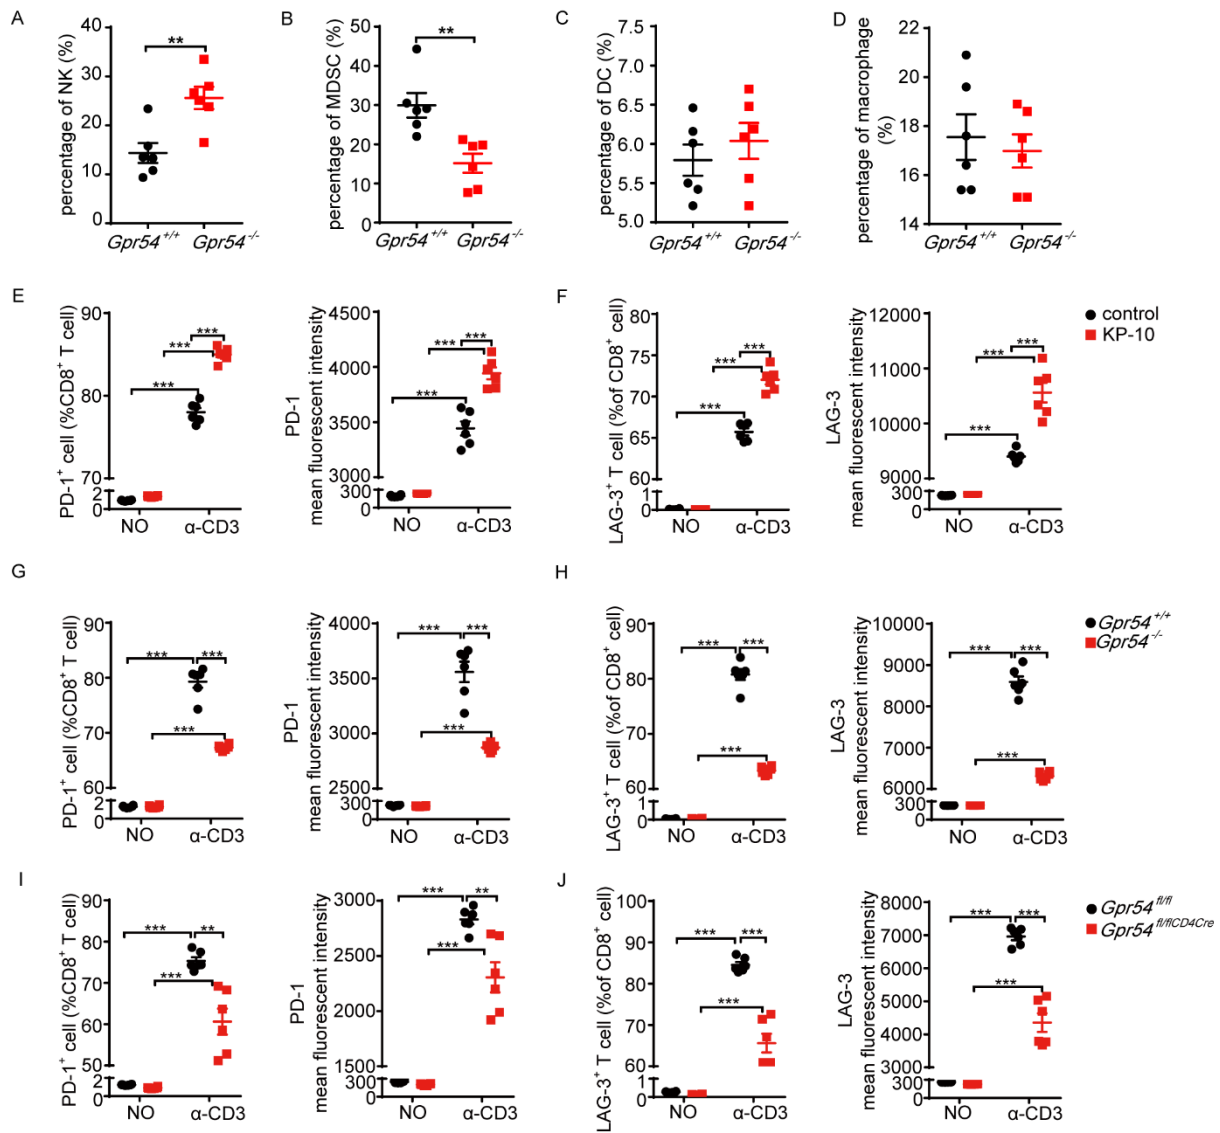 A
percentage of NK (%)
40
30
20
10
0
**
Gpr54+/+ Gpr54-/-
B
percentage of MDSC (%)
50
40
30
20
10
0
**
Gpr54+/+ Gpr54-/-
C
percentage of DC (%)
7.5
7.0
6.5
6.0
5.5
5.0
Gpr54+/+ Gpr54-/-
D
percentage of macrophage
(%)
22
20
18
16
14
Gpr54+/+ Gpr54-/-
E
PD-1+ cell (%CD8+ T cell)
90
80
70
2
0
***
***
***
NO α-CD3
PD-1
mean fluorescent intensity
4500
4000
3500
3000
300
0
***
***
***
NO α-CD3
F
LAG-3+ T cell (%of CD8+ cell)
80
75
70
65
60
1
0
***
***
***
NO α-CD3
LAG-3
mean fluorescent intensity
12000
11000
10000
9000
300
0
***
***
***
NO α-CD3
control
KP-10
G
PD-1+ cell (%CD8+ T cell)
90
80
70
60
2
0
*** ***
***
NO α-CD3
PD-1
mean fluorescent intensity
4000
3500
3000
2500
300
0
*** ***
***
NO α-CD3
H
LAG-3+ T cell (%of CD8+ cell)
90
80
70
60
1
0
*** ***
***
NO α-CD3
LAG-3
mean fluorescent intensity
10000
9000
8000
7000
6000
300
0
*** ***
***
NO α-CD3
Gpr54+/+
Gpr54-/-
I
PD-1+ cell (%CD8+ T cell)
90
80
70
60
50
2
0
*** **
***
NO α-CD3
PD-1
mean fluorescent intensity
3000
2500
2000
1500
300
0
*** **
***
NO α-CD3
J
LAG-3+ T cell (%of CD8+ cell)
100
90
80
70
60
1
0
*** ***
***
NO α-CD3
LAG-3
mean fluorescent intensity
8000
7000
6000
5000
4000
3000
300
0
*** ***
***
NO α-CD3
Gpr54fl/fl
Gpr54fl/flCD4Cre